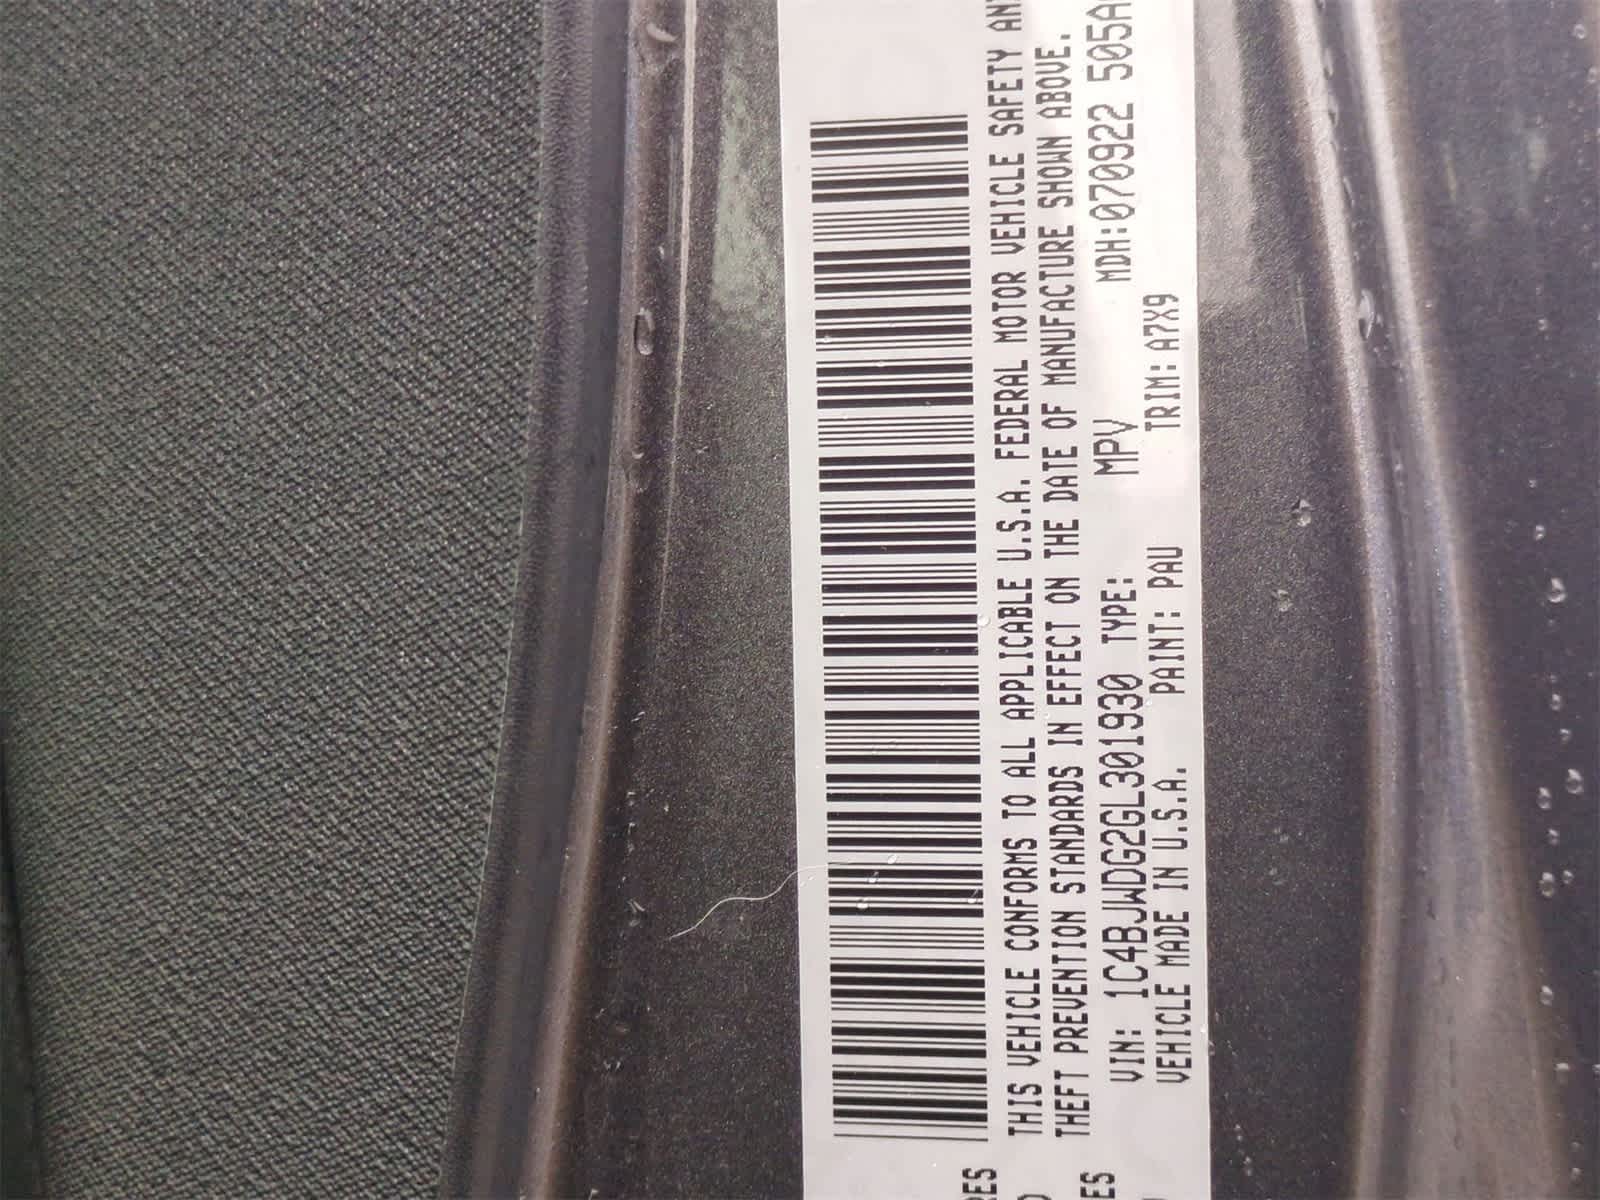 THIS VEHICLE CONFORMS TO ALL APPLICABLE U.S.A. FEDERAL MOTOR VEHICLE SAFETY AN
THEFT PREVENTION STANDARDS IN EFFECT ON THE DATE OF MANUFACTURE SHOWN ABOVE.
VIN: 1C4BJWDG2GL301930 TYPE: MPV MDH:070922 505A
VEHICLE MADE IN U.S.A. PAINT: PAU TRIM: A7X9